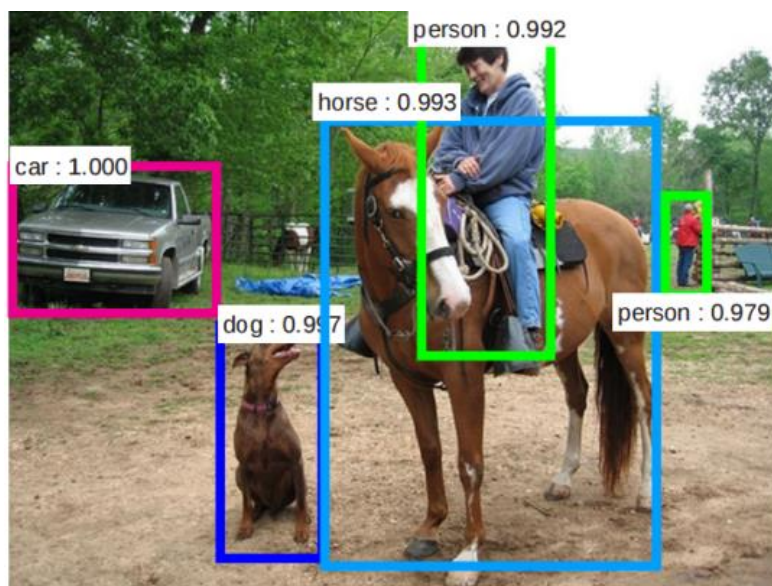 person : 0.992
horse : 0.993
car : 1.000
dog : 0.997
person : 0.979